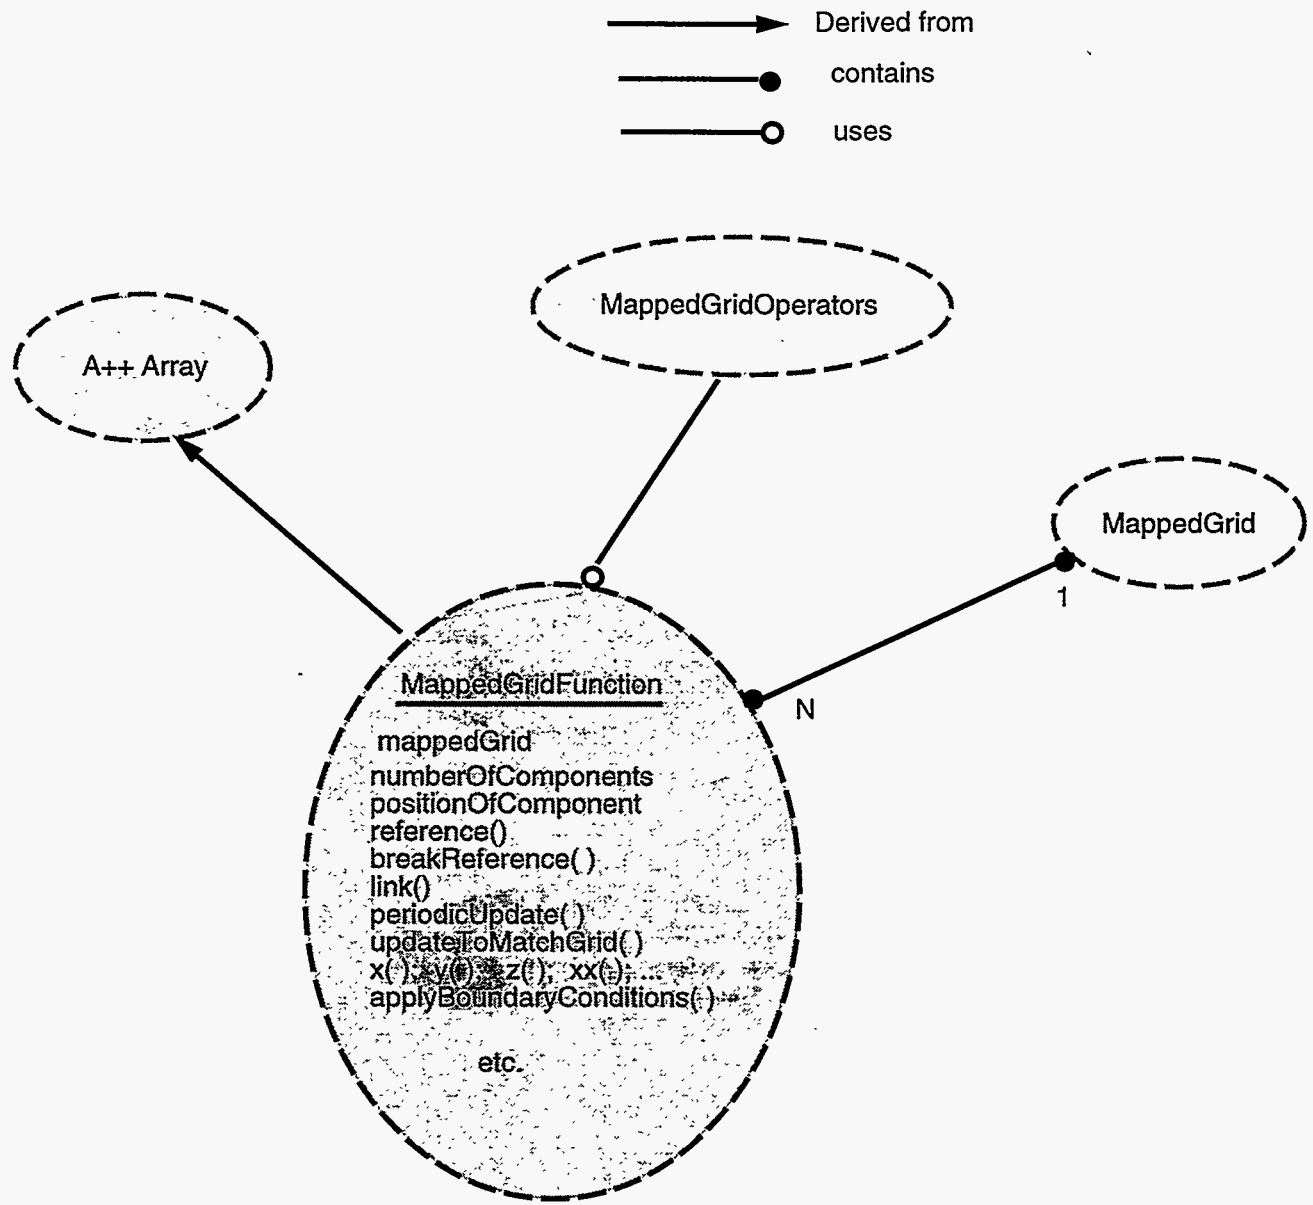 Derived from
contains
uses
MappedGridOperators
A++ Array
MappedGrid
1
N
MappedGridFunction
mappedGrid
numberOfComponents
positionOfComponent
reference()
breakReference( )
link()
periodicUpdate( )
updateToMatchGrid( )
x( ); y( ); z( ); xx( ); ...
applyBoundaryConditions( )
etc.